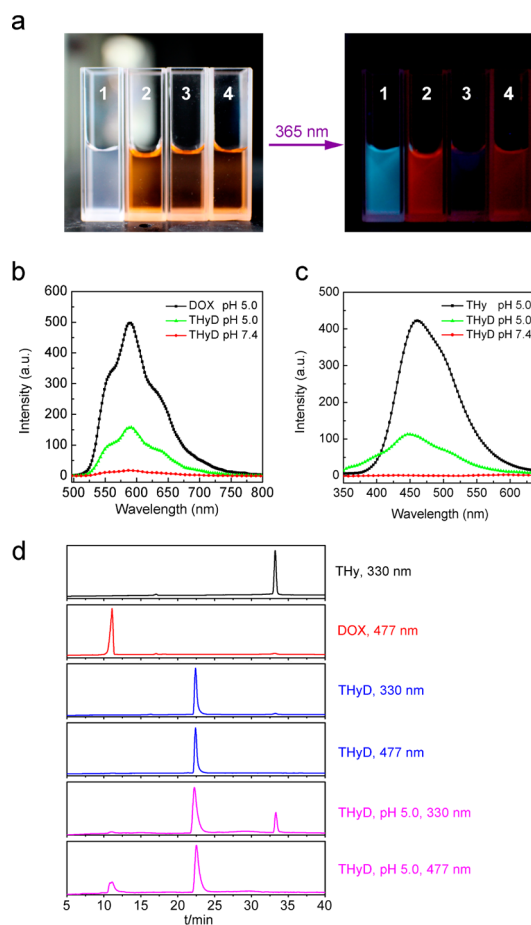 a
1 2 3 4
365 nm
1 2 3 4
b
600
500
400
300
200
100
0
500 550 600 650 700 750 800
Intensity (a.u.)
Wavelength (nm)
DOX pH 5.0
THyD pH 5.0
THyD pH 7.4
c
500
400
300
200
100
0
350 400 450 500 550 600
Intensity (a.u.)
Wavelength (nm)
THy pH 5.0
THyD pH 5.0
THyD pH 7.4
d
THy, 330 nm
DOX, 477 nm
THyD, 330 nm
THyD, 477 nm
THyD, pH 5.0, 330 nm
THyD, pH 5.0, 477 nm
5 10 15 20 25 30 35 40
t/min